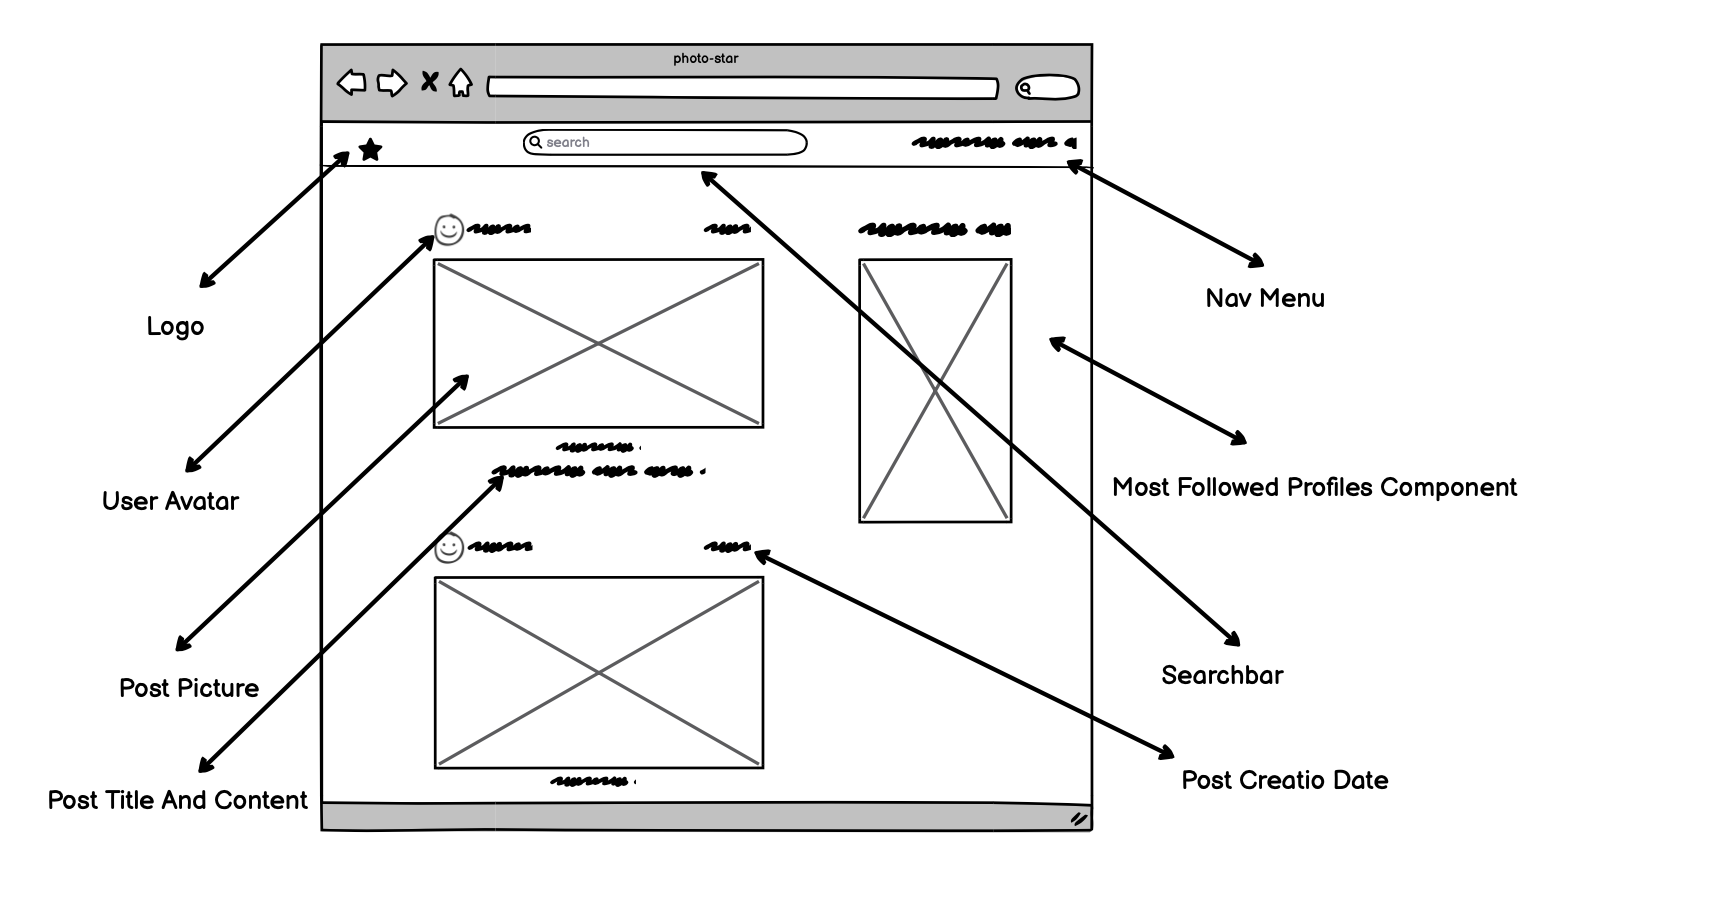 photo-star
search
Logo
Nav Menu
User Avatar
Most Followed Profiles Component
Post Picture
Searchbar
Post Title And Content
Post Creatio Date